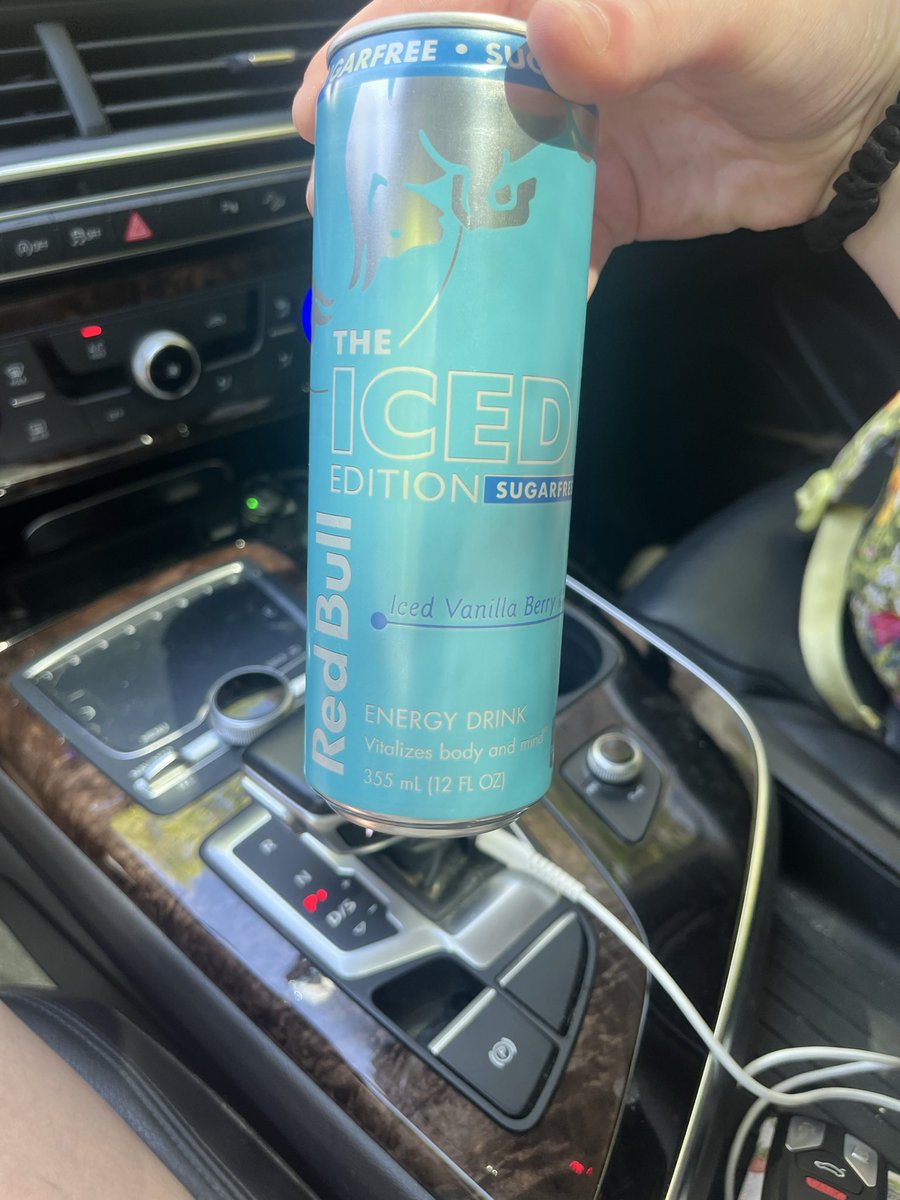 SUGARFREE
THE
ICED
EDITION SUGARFREE
Red Bull
Iced Vanilla Berry
ENERGY DRINK
Vitalizes body and mind
355 mL (12 FL OZ)
R
N
D/S